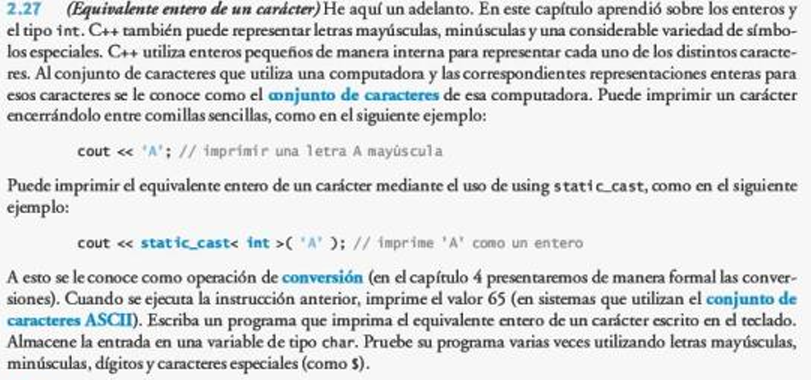 2.27 (Equivalente entero de un carácter) He aquí un adelanto. En este capítulo aprendió sobre los enteros y
el tipo int. C++ también puede representar letras mayúsculas, minúsculas y una considerable variedad de símbo-
los especiales. C++ utiliza enteros pequeños de manera interna para representar cada uno de los distintos caracte-
res. Al conjunto de caracteres que utiliza una computadora y las correspondientes representaciones enteras para
esos caracteres se le conoce como el conjunto de caracteres de esa computadora. Puede imprimir un carácter
encerrándolo entre comillas sencillas, como en el siguiente ejemplo:
cout << 'A'; // imprimir una letra A mayúscula
Puede imprimir el equivalente entero de un carácter mediante el uso de using static_cast, como en el siguiente
ejemplo:
cout << static_cast< int >( 'A' ); // imprime 'A' como un entero
A esto se le conoce como operación de conversión (en el capítulo 4 presentaremos de manera formal las conver-
siones). Cuando se ejecuta la instrucción anterior, imprime el valor 65 (en sistemas que utilizan el conjunto de
caracteres ASCII). Escriba un programa que imprima el equivalente entero de un carácter escrito en el teclado.
Almacene la entrada en una variable de tipo char. Pruebe su programa varias veces utilizando letras mayúsculas,
minúsculas, dígitos y caracteres especiales (como $).